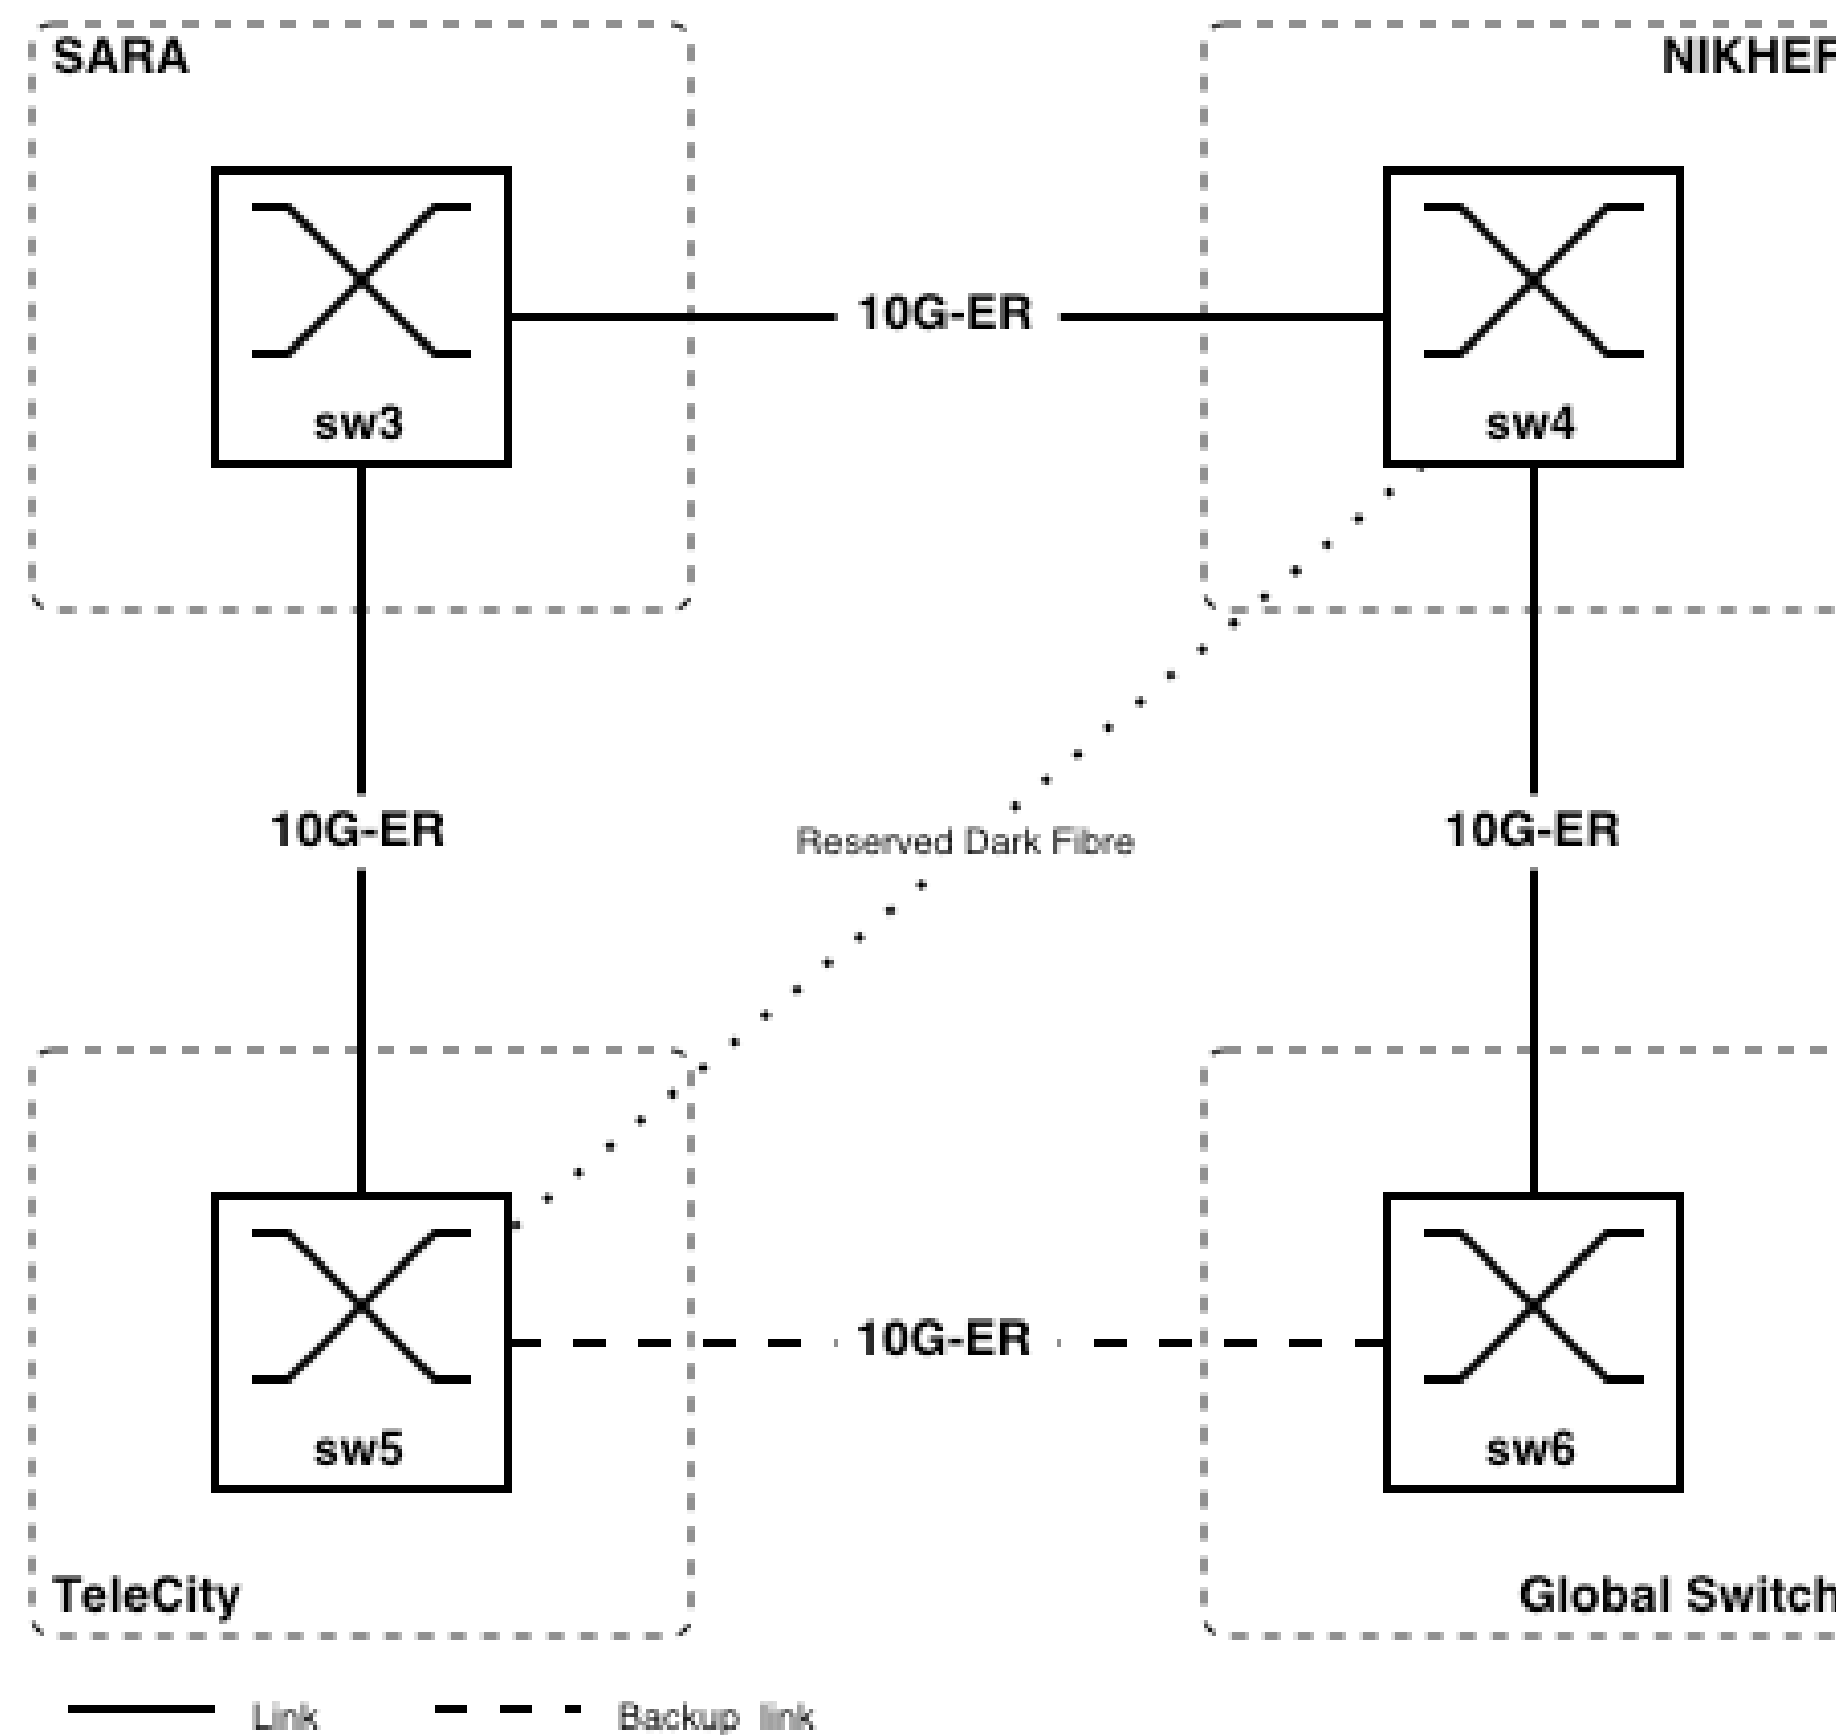 SARA
NIKHEF
sw3
10G-ER
sw4
10G-ER
Reserved Dark Fibre
10G-ER
sw5
10G-ER
sw6
TeleCity
Global Switch
Link
Backup link